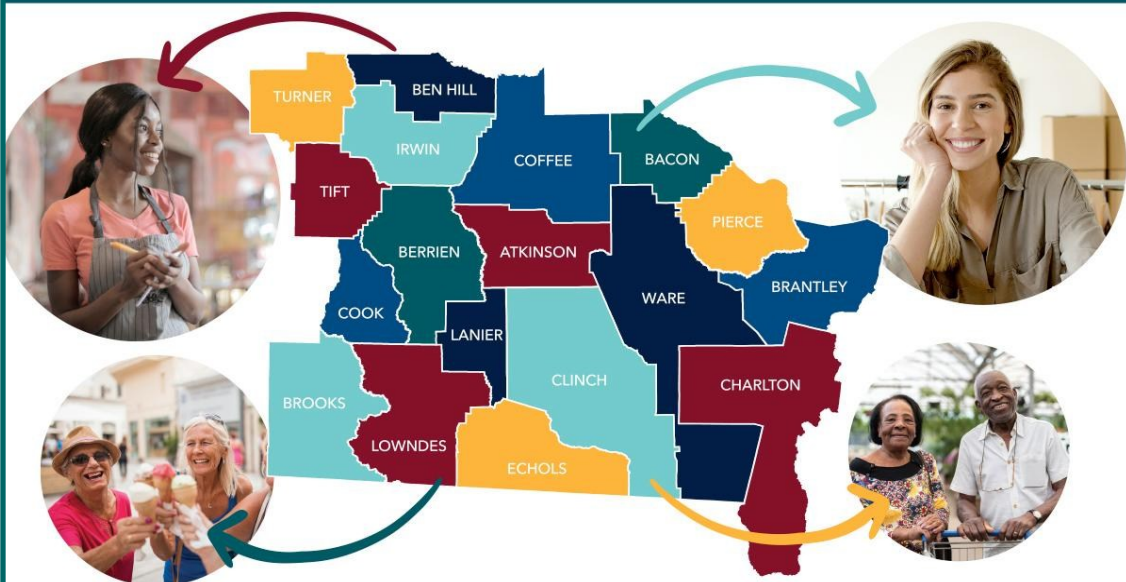 TURNER
BEN HILL
IRWIN
COFFEE
BACON
TIFT
PIERCE
BERRIEN
ATKINSON
WARE
BRANTLEY
COOK
LANIER
CLINCH
CHARLTON
BROOKS
LOWNDES
ECHOLS